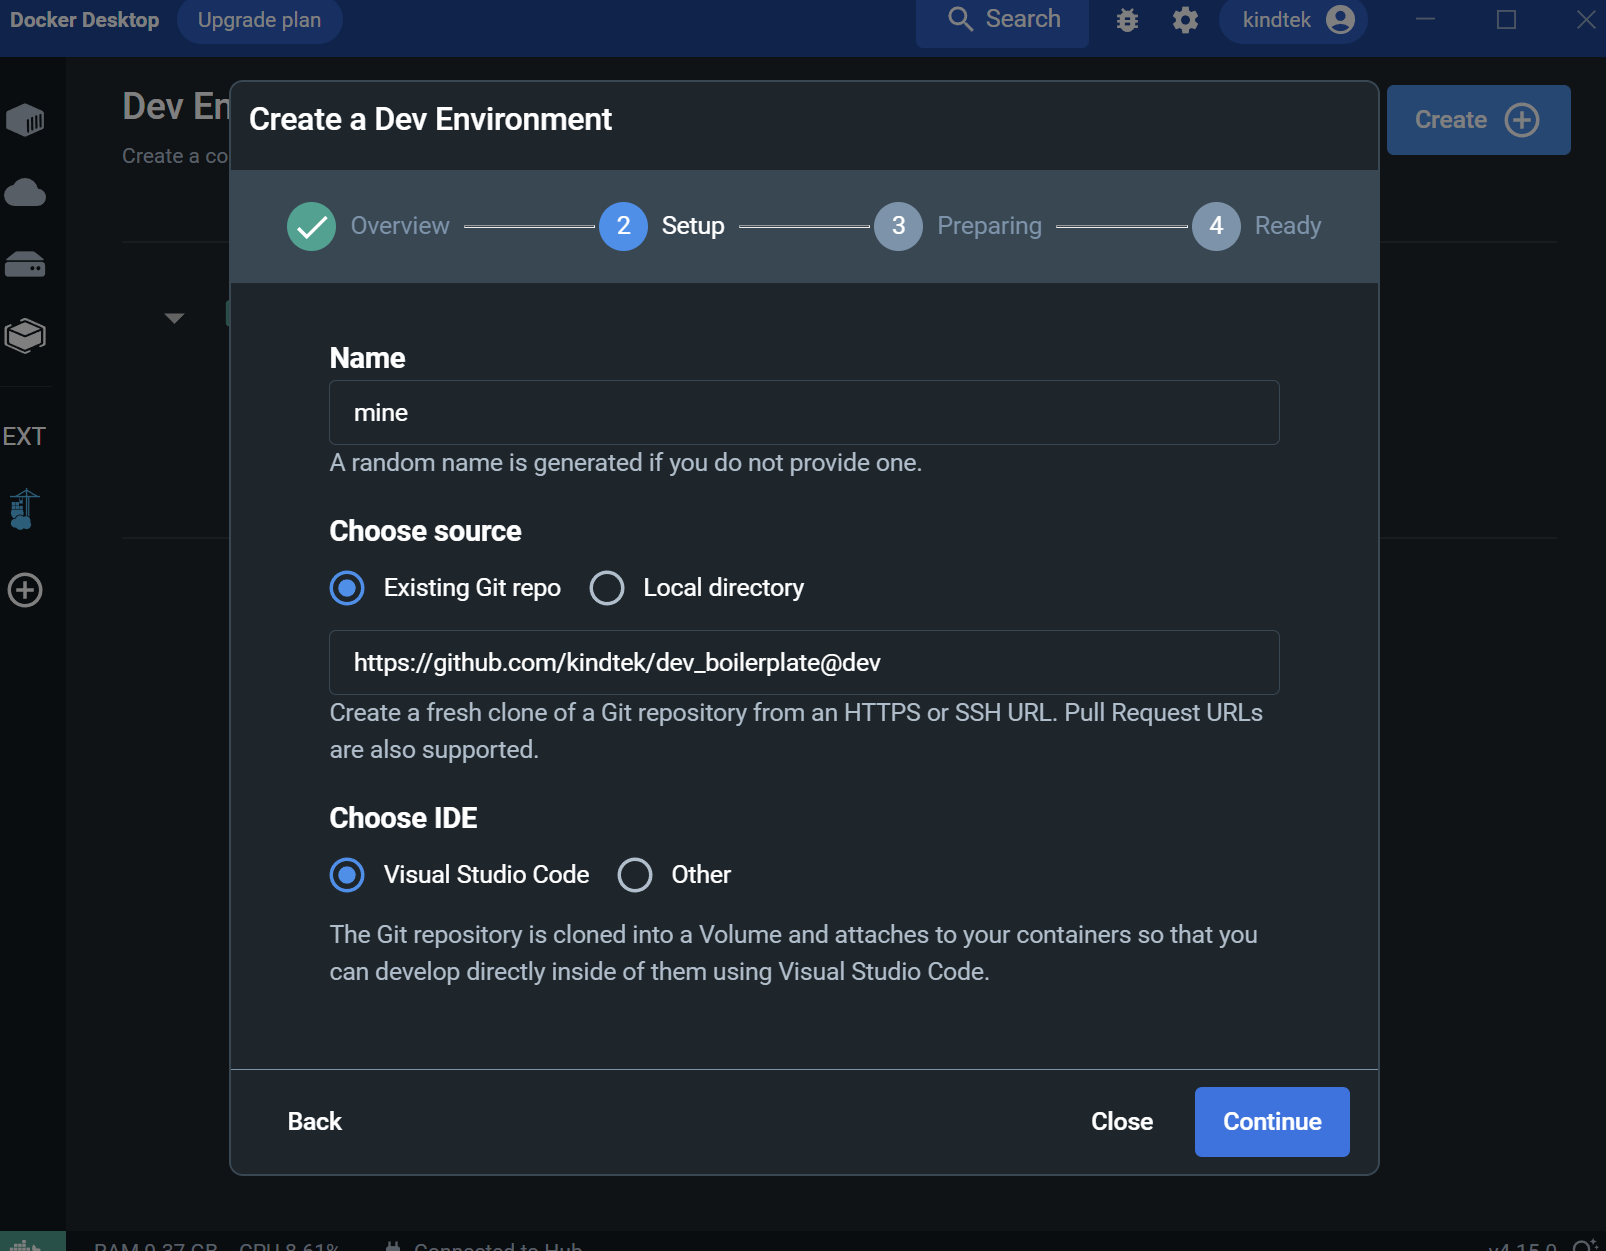 Docker Desktop
Upgrade plan
Search
kindtek
Dev En
Create a co
Create
EXT
Create a Dev Environment
Overview
2 Setup
3 Preparing
4 Ready
Name
mine
A random name is generated if you do not provide one.
Choose source
Existing Git repo
Local directory
https://github.com/kindtek/dev_boilerplate@dev
Create a fresh clone of a Git repository from an HTTPS or SSH URL. Pull Request URLs
are also supported.
Choose IDE
Visual Studio Code
Other
The Git repository is cloned into a Volume and attaches to your containers so that you
can develop directly inside of them using Visual Studio Code.
Back
Close
Continue
RAM 9.37 GB CPU 8.61% Connected to Hub
v4.15.0